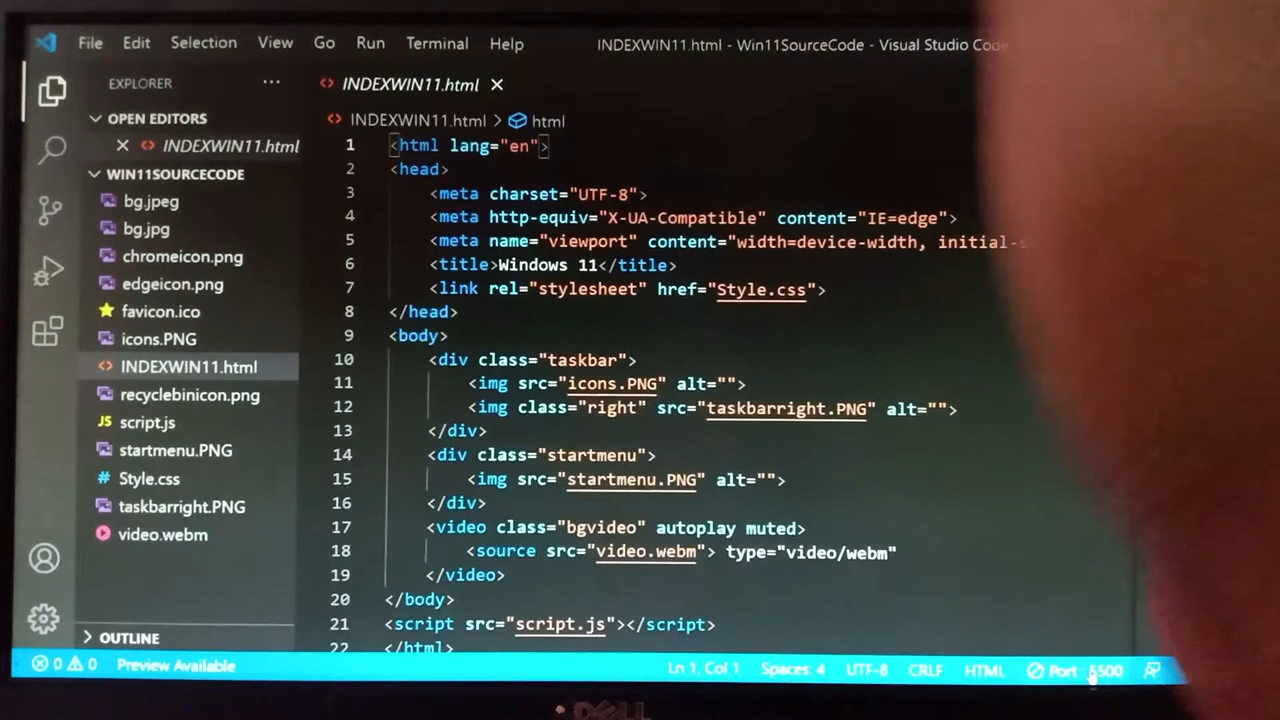 File Edit Selection View Go Run Terminal Help INDEXWIN11.html - Win11SourceCode - Visual Studio Code
EXPLORER ··· INDEXWIN11.html
OPEN EDITORS
INDEXWIN11.html
WIN11SOURCECODE
bg.jpeg
bg.jpg
chromeicon.png
edgeicon.png
favicon.ico
icons.PNG
INDEXWIN11.html
recyclebinicon.png
JS script.js
startmenu.PNG
# Style.css
taskbarright.PNG
video.webm
OUTLINE
INDEXWIN11.html > html
1 <html lang="en">
2 <head>
3 <meta charset="UTF-8">
4 <meta http-equiv="X-UA-Compatible" content="IE=edge">
5 <meta name="viewport" content="width=device-width, initial-s
6 <title>Windows 11</title>
7 <link rel="stylesheet" href="Style.css">
8 </head>
9 <body>
10 <div class="taskbar">
11 <img src="icons.PNG" alt="">
12 <img class="right" src="taskbarright.PNG" alt="">
13 </div>
14 <div class="startmenu">
15 <img src="startmenu.PNG" alt="">
16 </div>
17 <video class="bgvideo" autoplay muted>
18 <source src="video.webm"> type="video/webm"
19 </video>
20 </body>
21 <script src="script.js"></script>
22 </html>
0 0 Preview Available Ln 1, Col 1 Spaces: 4 UTF-8 CRLF HTML Port : 5500
DELL